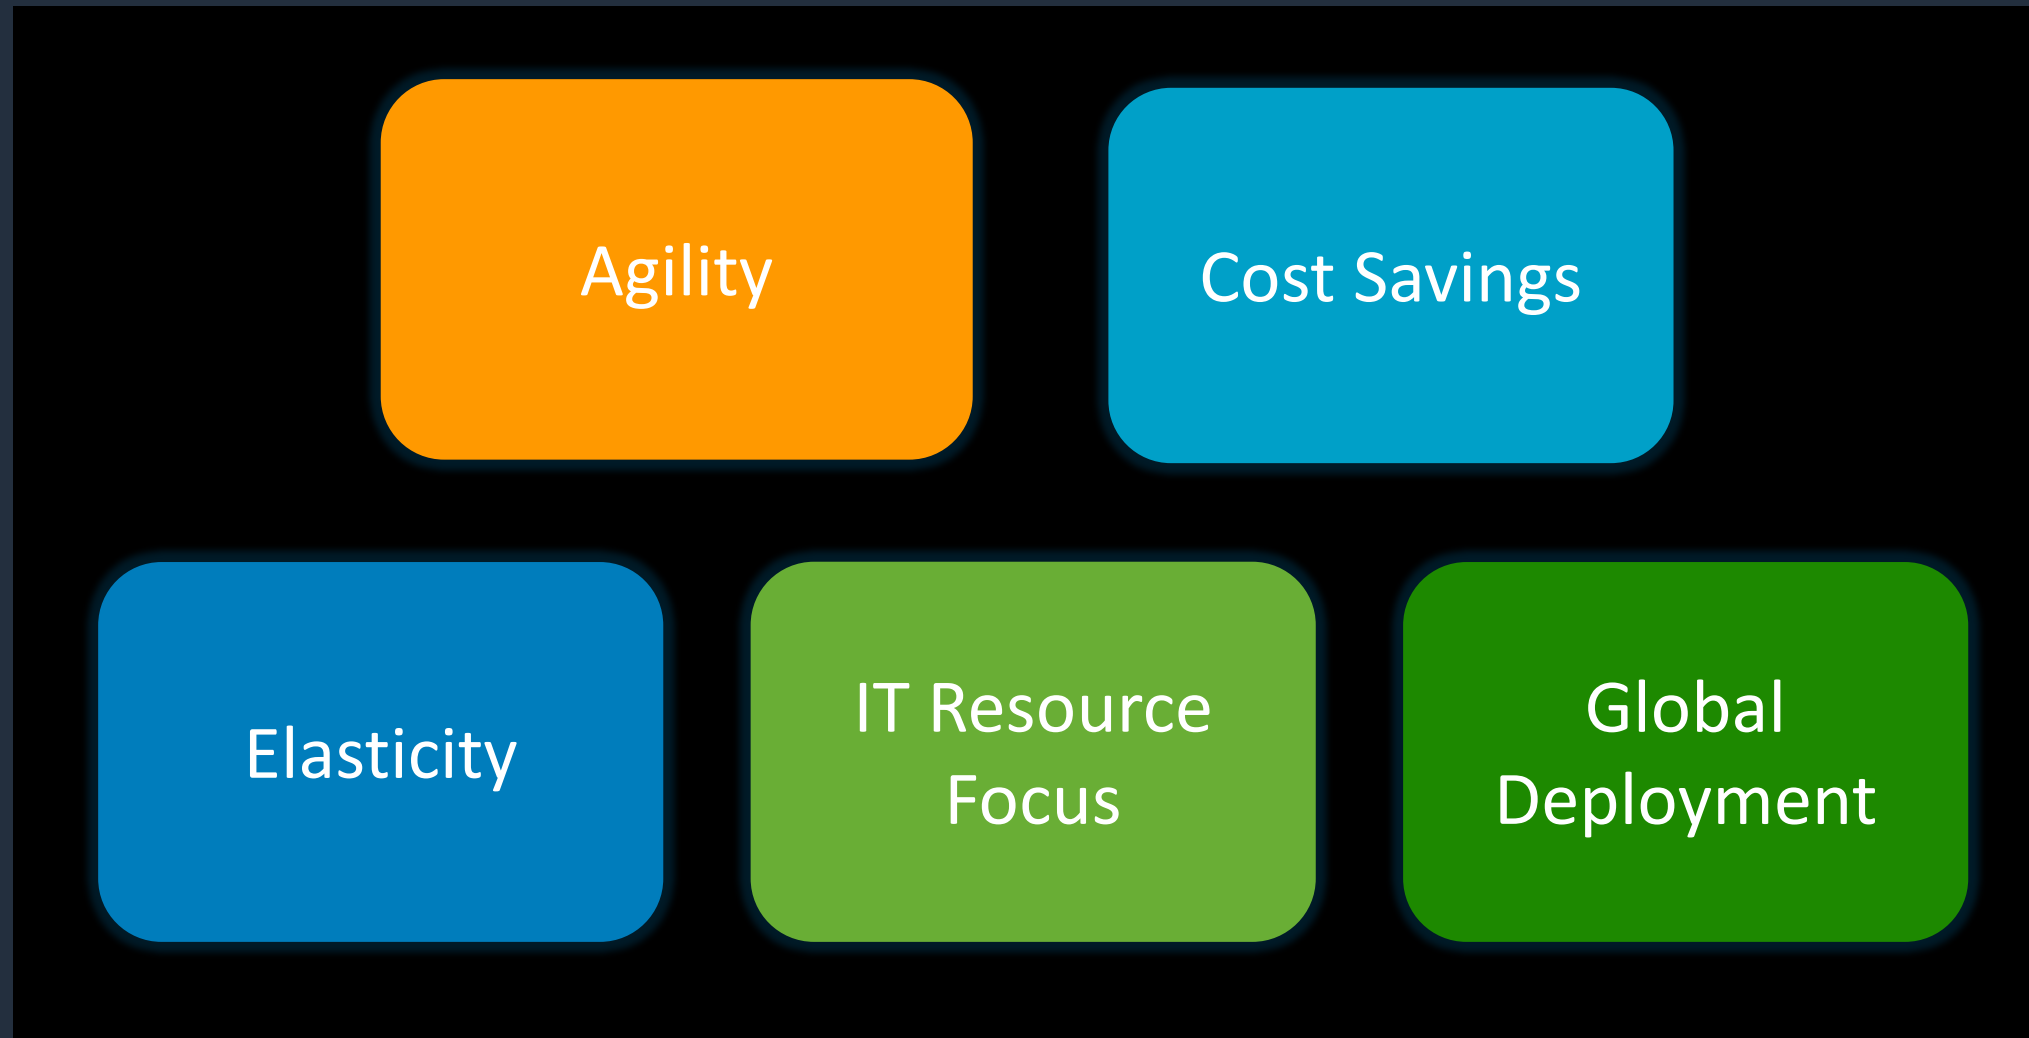 Agility
Cost Savings
Elasticity
IT Resource
Focus
Global
Deployment